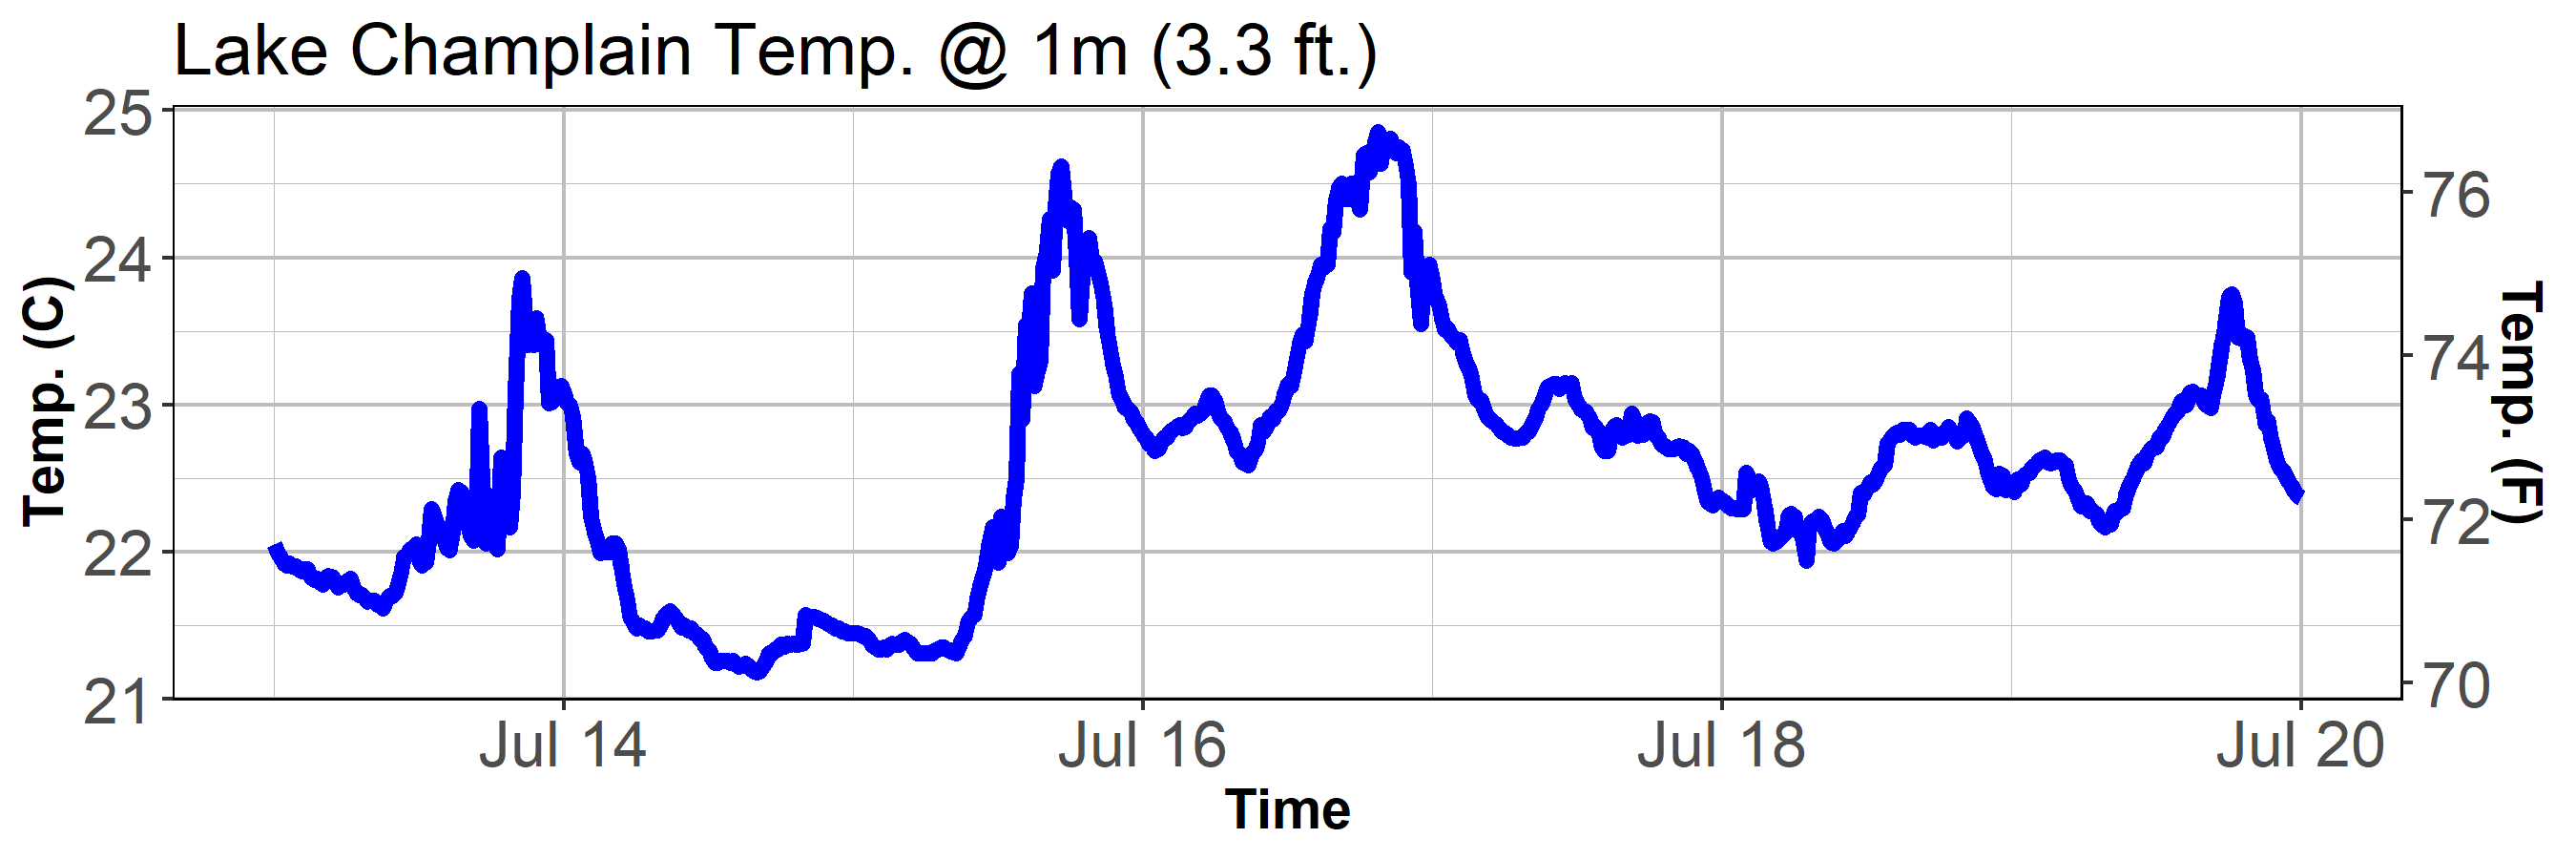 Lake Champlain Temp. @ 1m (3.3 ft.)
Temp. (C)
25
24
23
22
21
76
74
72
70
Temp. (F)
Jul 14
Jul 16
Jul 18
Jul 20
Time